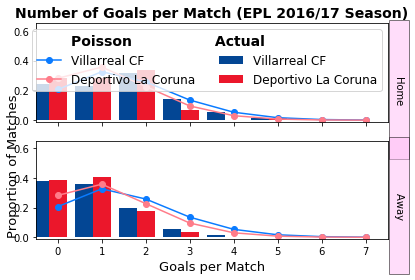 Number of Goals per Match (EPL 2016/17 Season)
Poisson Actual
Villarreal CF Villarreal CF
Deportivo La Coruna Deportivo La Coruna
0.6
0.4
0.2
0.0
Home
0.6
0.4
0.2
0.0
Away
Proportion of Matches
0 1 2 3 4 5 6 7
Goals per Match